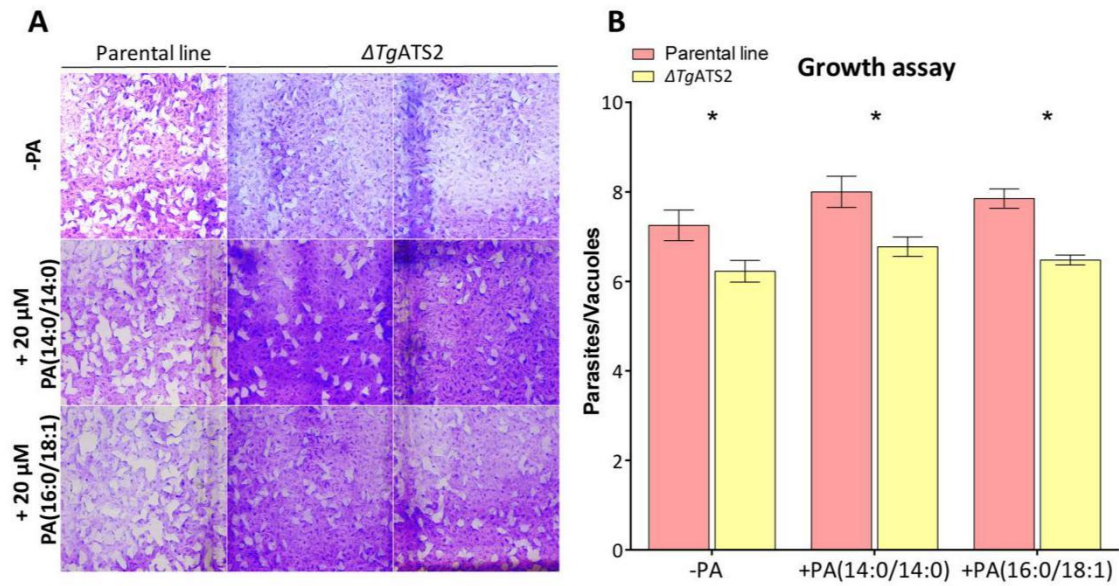 A
Parental line
ΔTgATS2
-PA
+ 20 μM
PA(14:0/14:0)
+ 20 μM
PA(16:0/18:1)
B
Parental line
ΔTgATS2
Growth assay
Parasites/Vacuoles
10
8
6
4
2
0
*
*
*
-PA
+PA(14:0/14:0)
+PA(16:0/18:1)